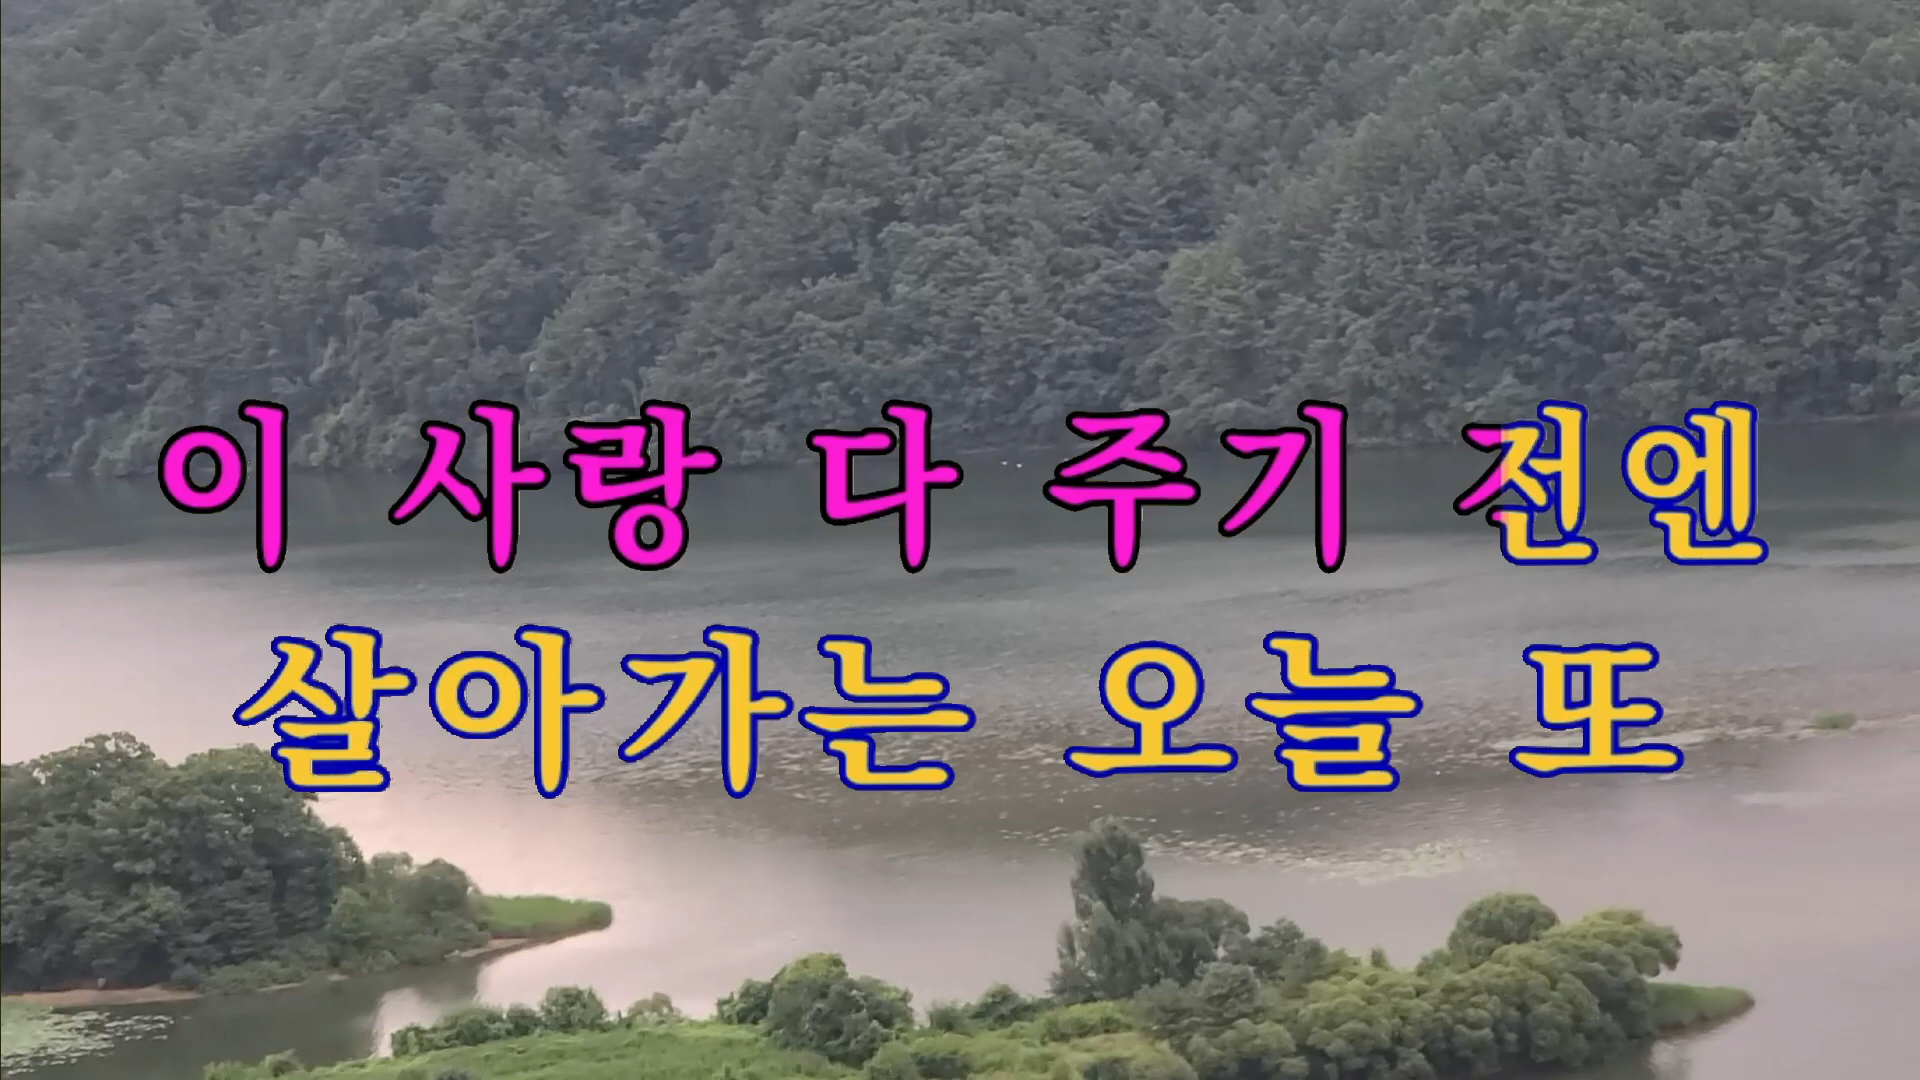 이 사랑 다 주기 전엔
살아가는 오늘 또